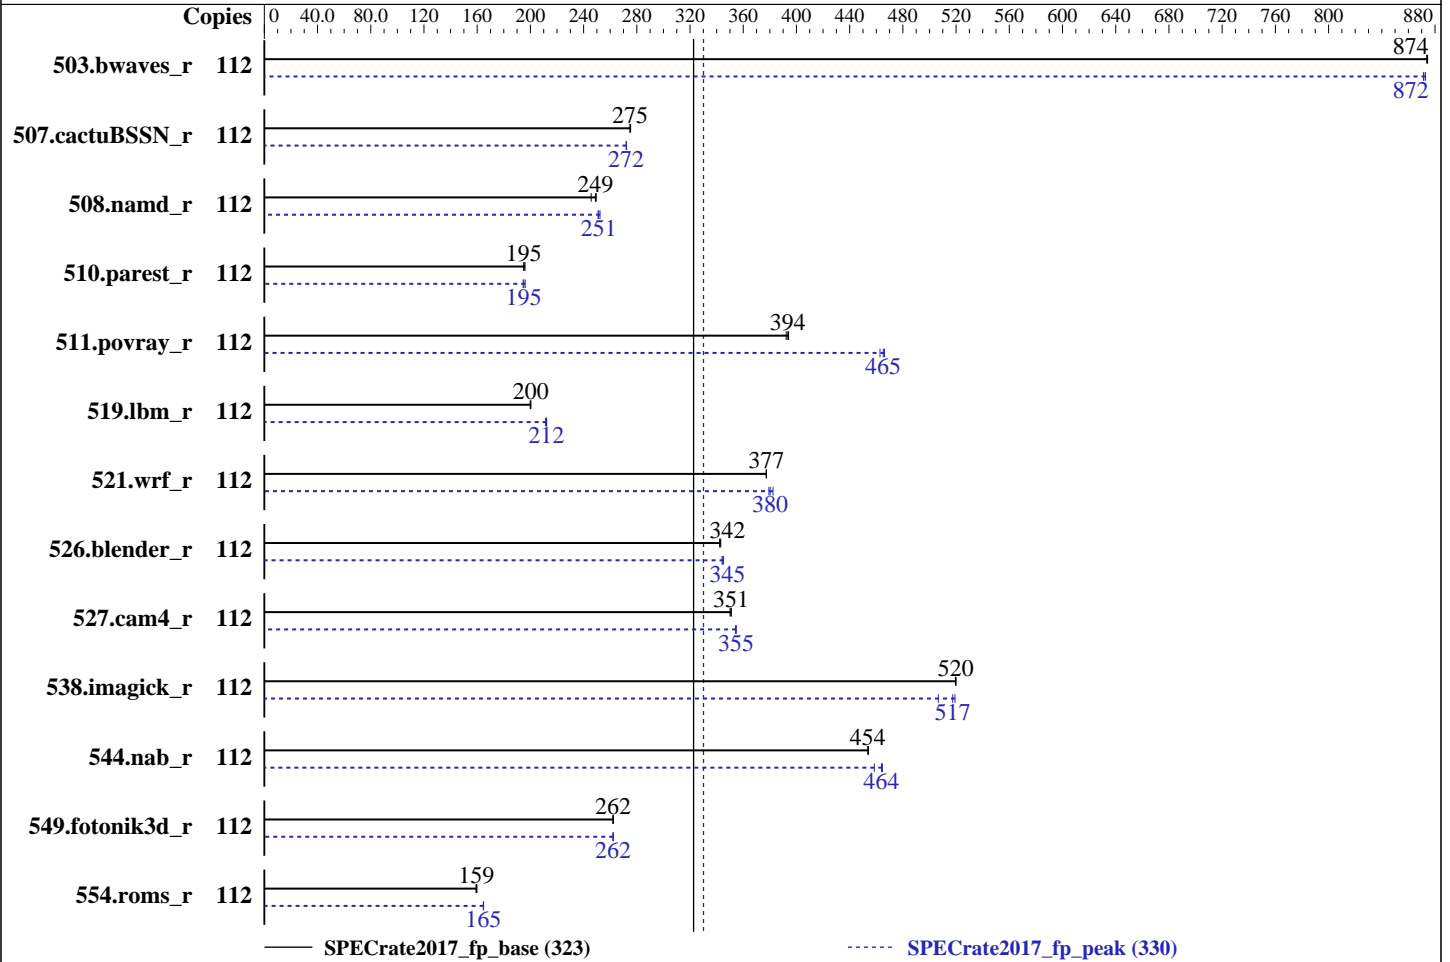 Copies 0 40.0 80.0 120 160 200 240 280 320 360 400 440 480 520 560 600 640 680 720 760 800 880
874
503.bwaves_r 112
872
275
507.cactuBSSN_r 112
272
249
508.namd_r 112
251
195
510.parest_r 112
195
394
511.povray_r 112
465
200
519.lbm_r 112
212
377
521.wrf_r 112
380
342
526.blender_r 112
345
351
527.cam4_r 112
355
520
538.imagick_r 112
517
454
544.nab_r 112
464
262
549.fotonik3d_r 112
262
159
554.roms_r 112
165
SPECrate2017_fp_base (323)
SPECrate2017_fp_peak (330)